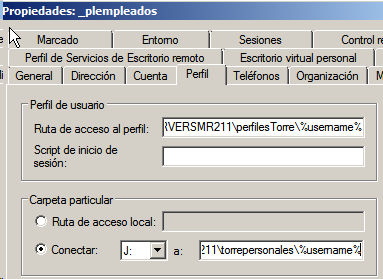 Propiedades: _plempleados
Marcado Entorno Sesiones Control re
Perfil de Servicios de Escritorio remoto Escritorio virtual personal
General Dirección Cuenta Perfil Teléfonos Organización M
Perfil de usuario
Ruta de acceso al perfil: \VERSMR211\perfilesTorre\%username%
Script de inicio de
sesión:
Carpeta particular
Ruta de acceso local:
Conectar: J: a: 211\torrepersonales\%username%